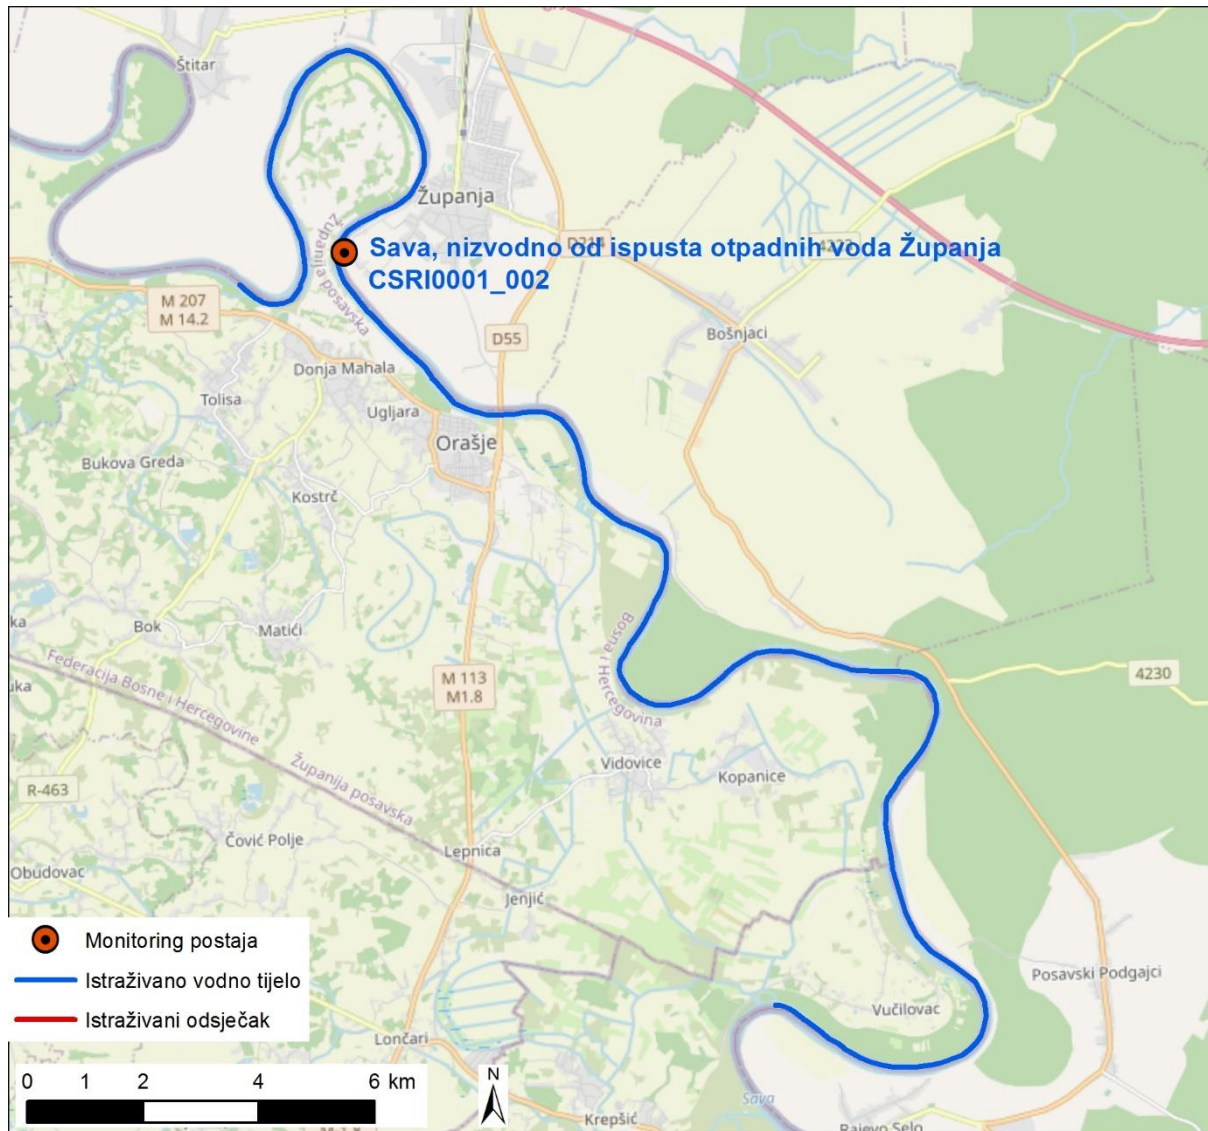 Štitar
Županja
Županija posavska
Sava, nizvodno od ispusta otpadnih voda Županja
CSRI0001_002
4223
M 207
M 14.2
D55
Bošnjaci
Donja Mahala
Tolisa
Ugljara
Orašje
Bukova Greda
Kostrč
Bok
Matići
Bosna i Hercegovina
Federacija Bosne i Hercegovine
M 113
M1.8
4230
Vidovice
Kopanice
Županija posavska
R-463
Čović Polje
Lepnica
Obudovac
Jenjić
Monitoring postaja
Istraživano vodno tijelo
Istraživani odsječak
Posavski Podgajci
Vučilovac
Lončari
0 1 2 4 6 km
N
Sava
Krepšić
Rajevo Selo